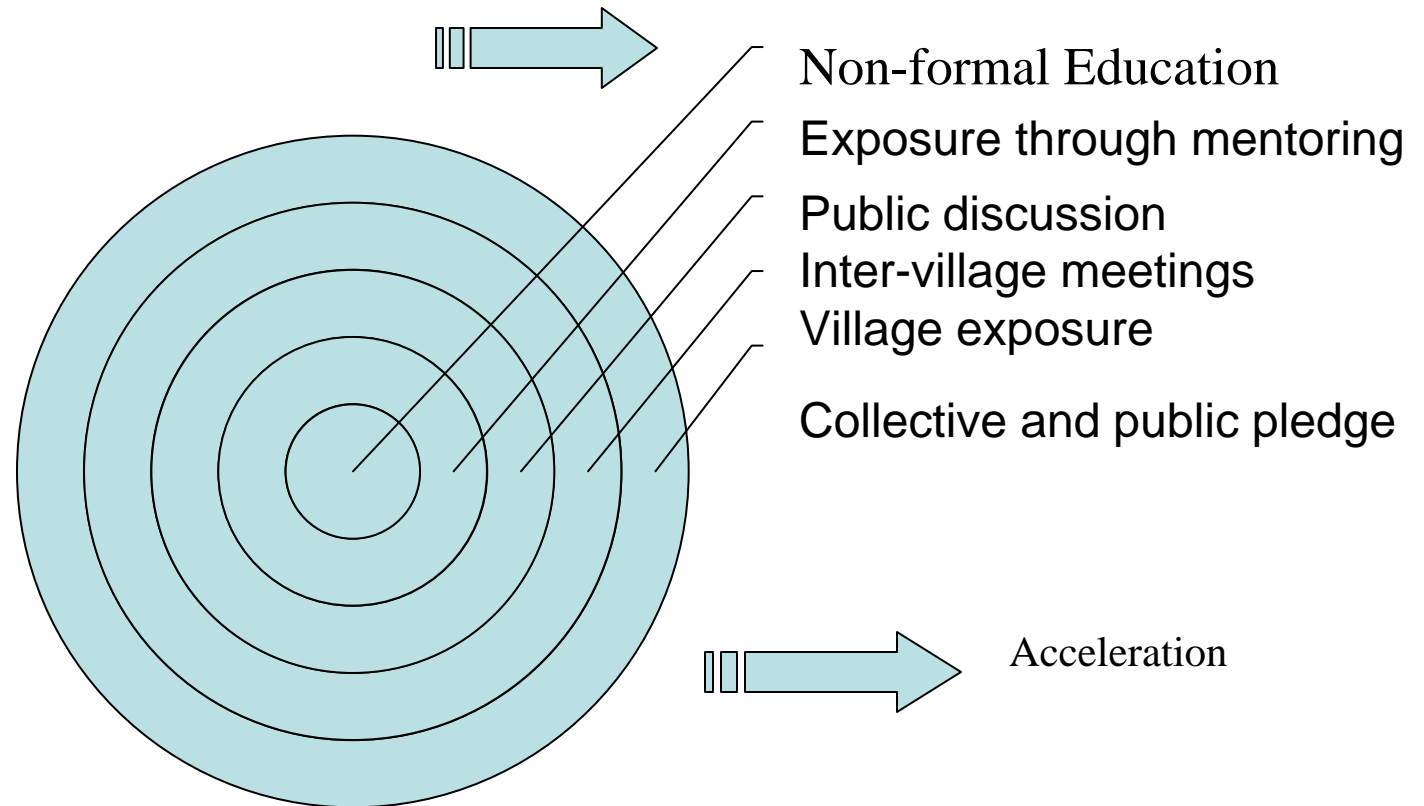 Non-formal Education
Exposure through mentoring
Public discussion
Inter-village meetings
Village exposure
Collective and public pledge
Acceleration